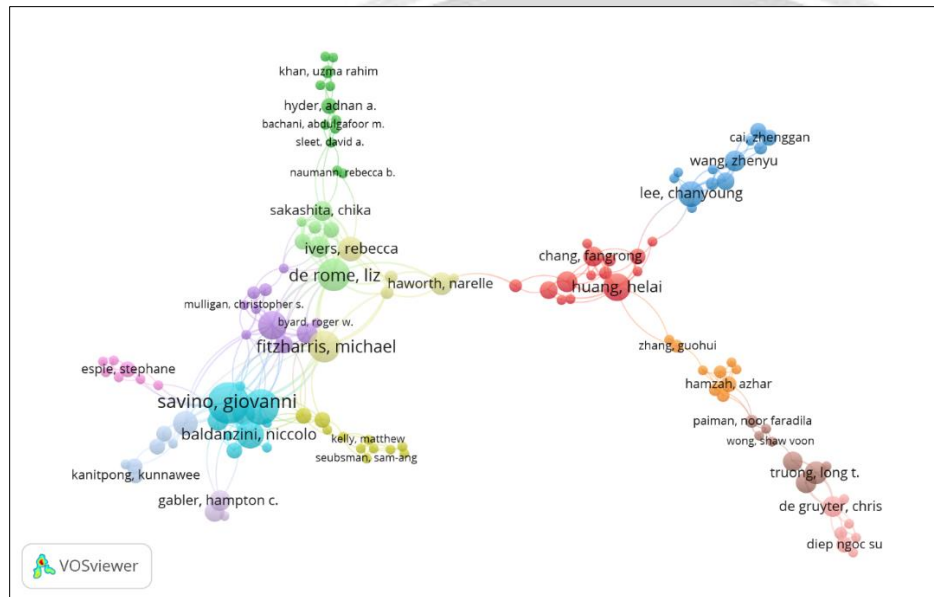 khan, uzma rahim
hyder, adnan a.
bachani, abdulgafoor m.
sleet, david a.
naumann, rebecca b.
sakashita, chika
ivers, rebecca
de rome, liz
haworth, narelle
mulligan, christopher s.
byard, roger w.
fitzharris, michael
espie, stephane
savino, giovanni
baldanzini, niccolo
kelly, matthew
seubsman, sam-ang
kanitpong, kunnawee
gabler, hampton c.
cai, zhenggan
wang, zhenyu
lee, chanyoung
chang, fangrong
huang, helai
zhang, guohui
hamzah, azhar
paiman, noor faradila
wong, shaw voon
truong, long t.
de gruyter, chris
diep ngoc su
VOSviewer